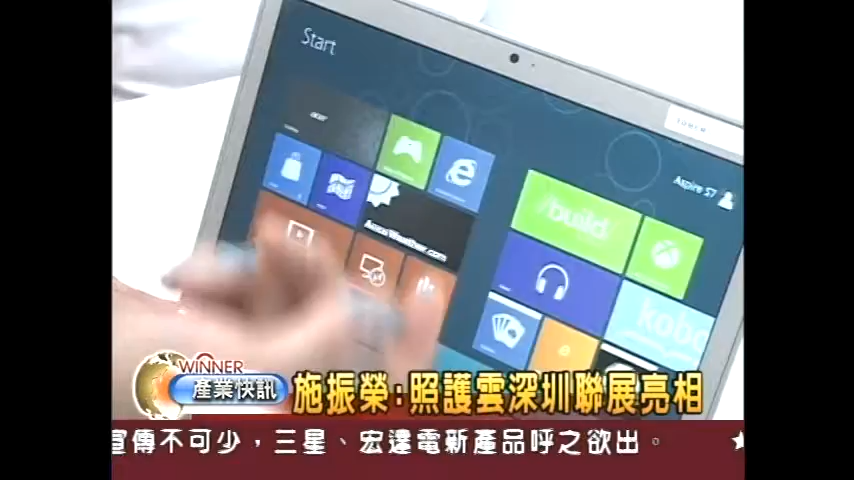 Start
acer
Aspire S7
AccuWeather.com
/build
kobo
WINNER
產業快訊
施振榮:照護雲深圳聯展亮相
宣傳不可少，三星、宏達電新產品呼之欲出。